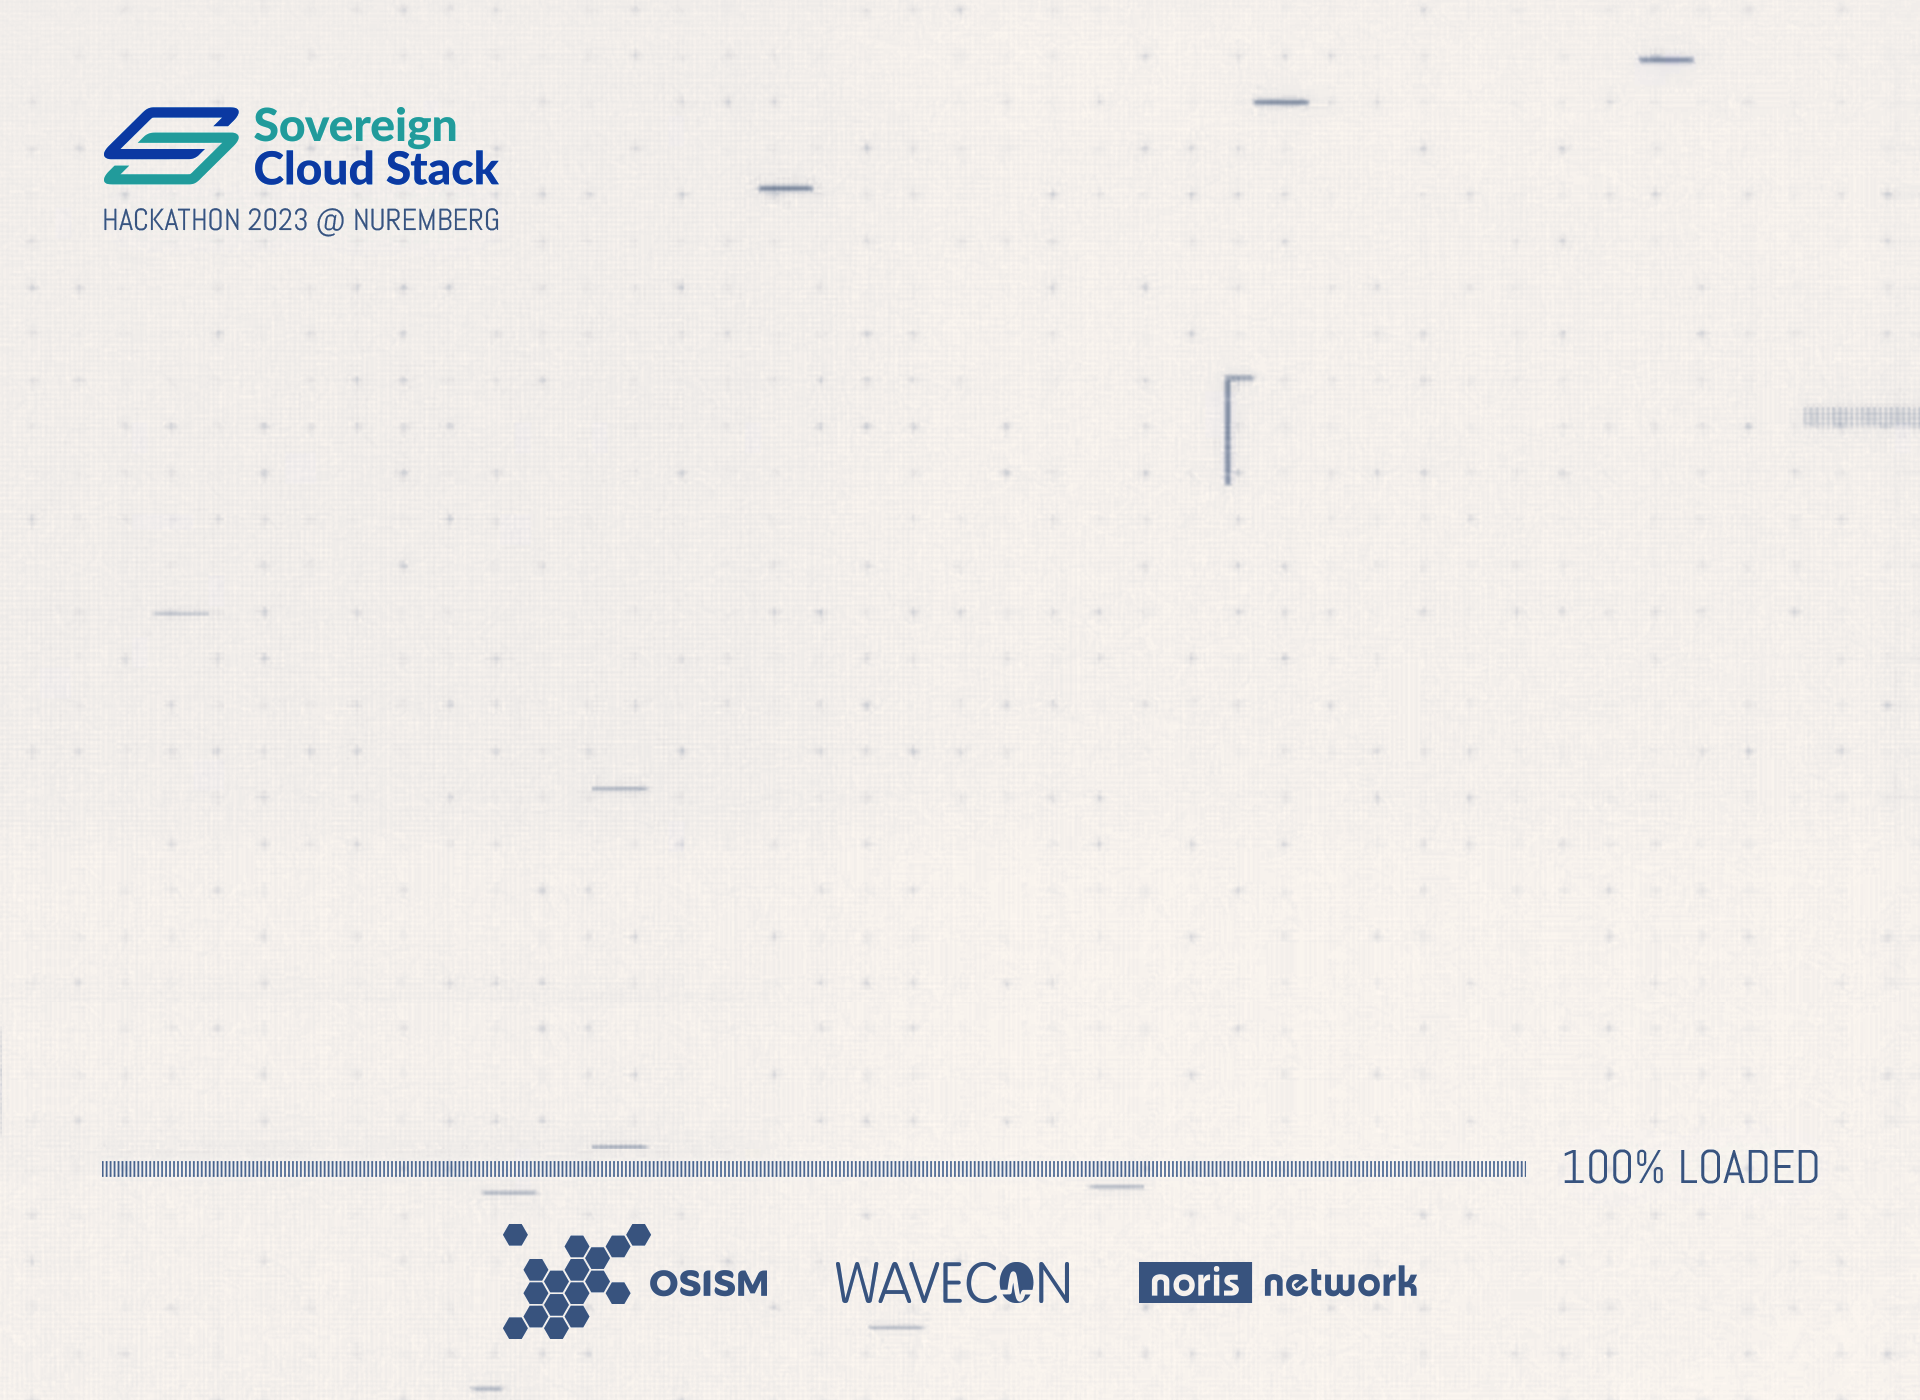 Sovereign
Cloud Stack
HACKATHON 2023 @ NUREMBERG
100% LOADED
OSISM
WAVECON
noris network